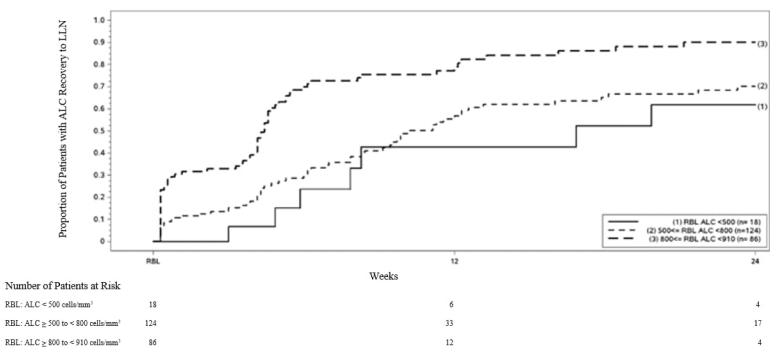 Proportion of Patients with ALC Recovery to LLN
1.0
0.9
0.8
0.7
0.6
0.5
0.4
0.3
0.2
0.1
0
(3)
(2)
(1)
(1) RBL ALC <500 (n= 18)
(2) 500<= RBL ALC <800 (n=124)
(3) 800<= RBL ALC <910 (n= 86)
RBL 12 24
Weeks
Number of Patients at Risk
RBL: ALC < 500 cells/mm³ 18 6 4
RBL: ALC ≥ 500 to < 800 cells/mm³ 124 33 17
RBL: ALC ≥ 800 to < 910 cells/mm³ 86 12 4